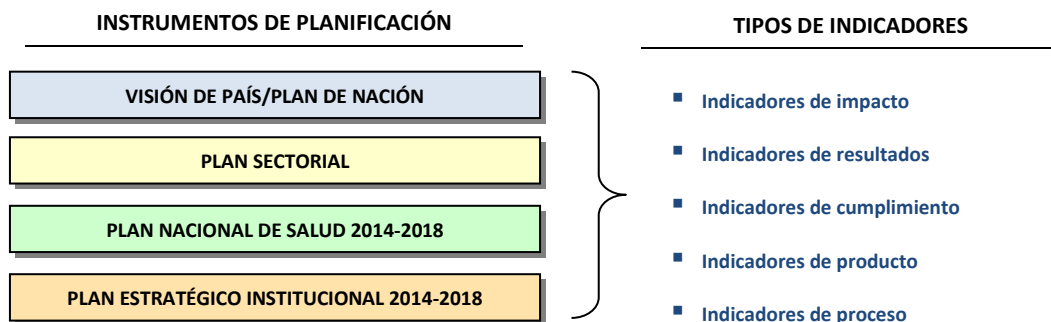 INSTRUMENTOS DE PLANIFICACIÓN
VISIÓN DE PAÍS/PLAN DE NACIÓN
PLAN SECTORIAL
PLAN NACIONAL DE SALUD 2014-2018
PLAN ESTRATÉGICO INSTITUCIONAL 2014-2018
TIPOS DE INDICADORES
Indicadores de impacto
Indicadores de resultados
Indicadores de cumplimiento
Indicadores de producto
Indicadores de proceso